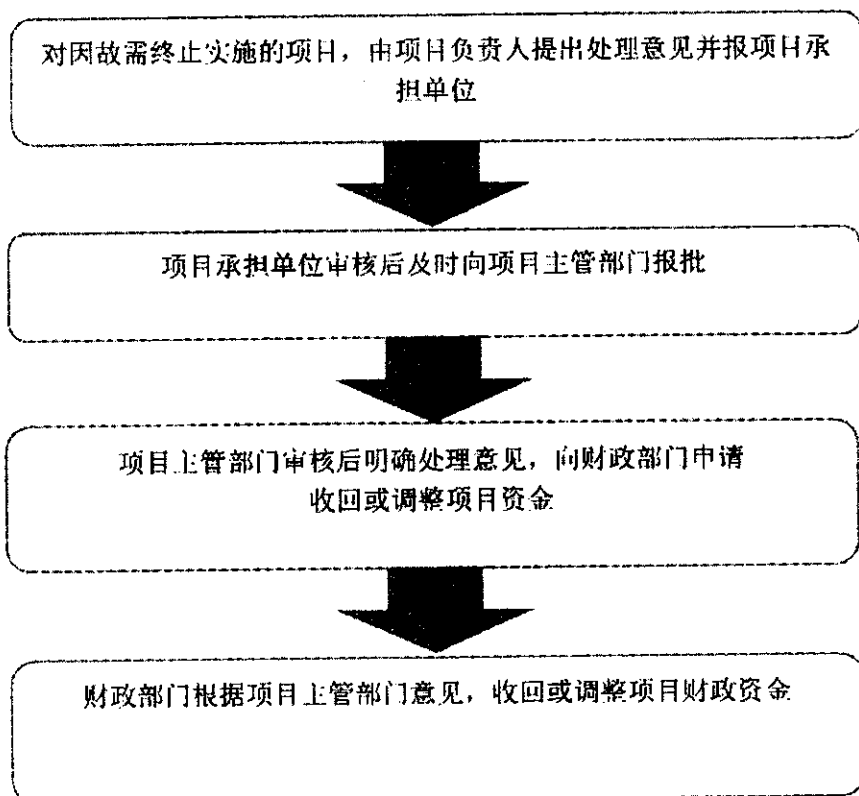 对因故需终止实施的项目，由项目负责人提出处理意见并报项目承
担单位
项目承担单位审核后及时向项目主管部门报批
项目主管部门审核后明确处理意见，向财政部门申请
收回或调整项目资金
财政部门根据项目主管部门意见，收回或调整项目财政资金